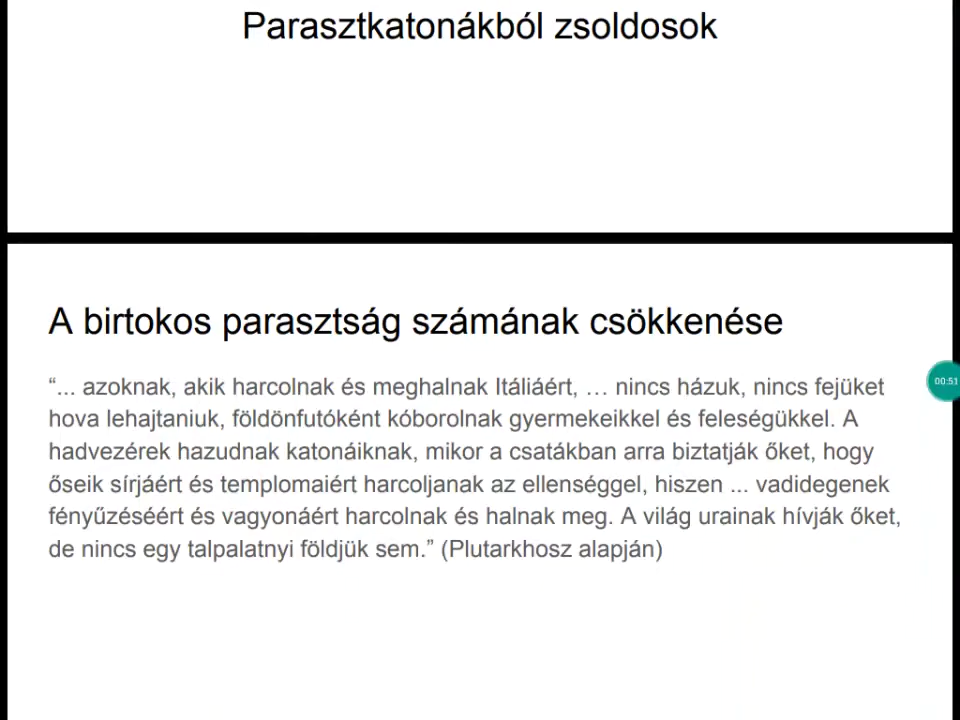 Parasztkatonákból zsoldosok
A birtokos parasztság számának csökkenése
“... azoknak, akik harcolnak és meghalnak Itáliáért, … nincs házuk, nincs fejüket
hova lehajtaniuk, földönfutóként kóborolnak gyermekeikkel és feleségükkel. A
hadvezérek hazudnak katonáiknak, mikor a csatákban arra biztatják őket, hogy
őseik sírjáért és templomaiért harcoljanak az ellenséggel, hiszen ... vadidegenek
fényűzéséért és vagyonáért harcolnak és halnak meg. A világ urainak hívják őket,
de nincs egy talpalatnyi földjük sem.” (Plutarkhosz alapján)
00:51